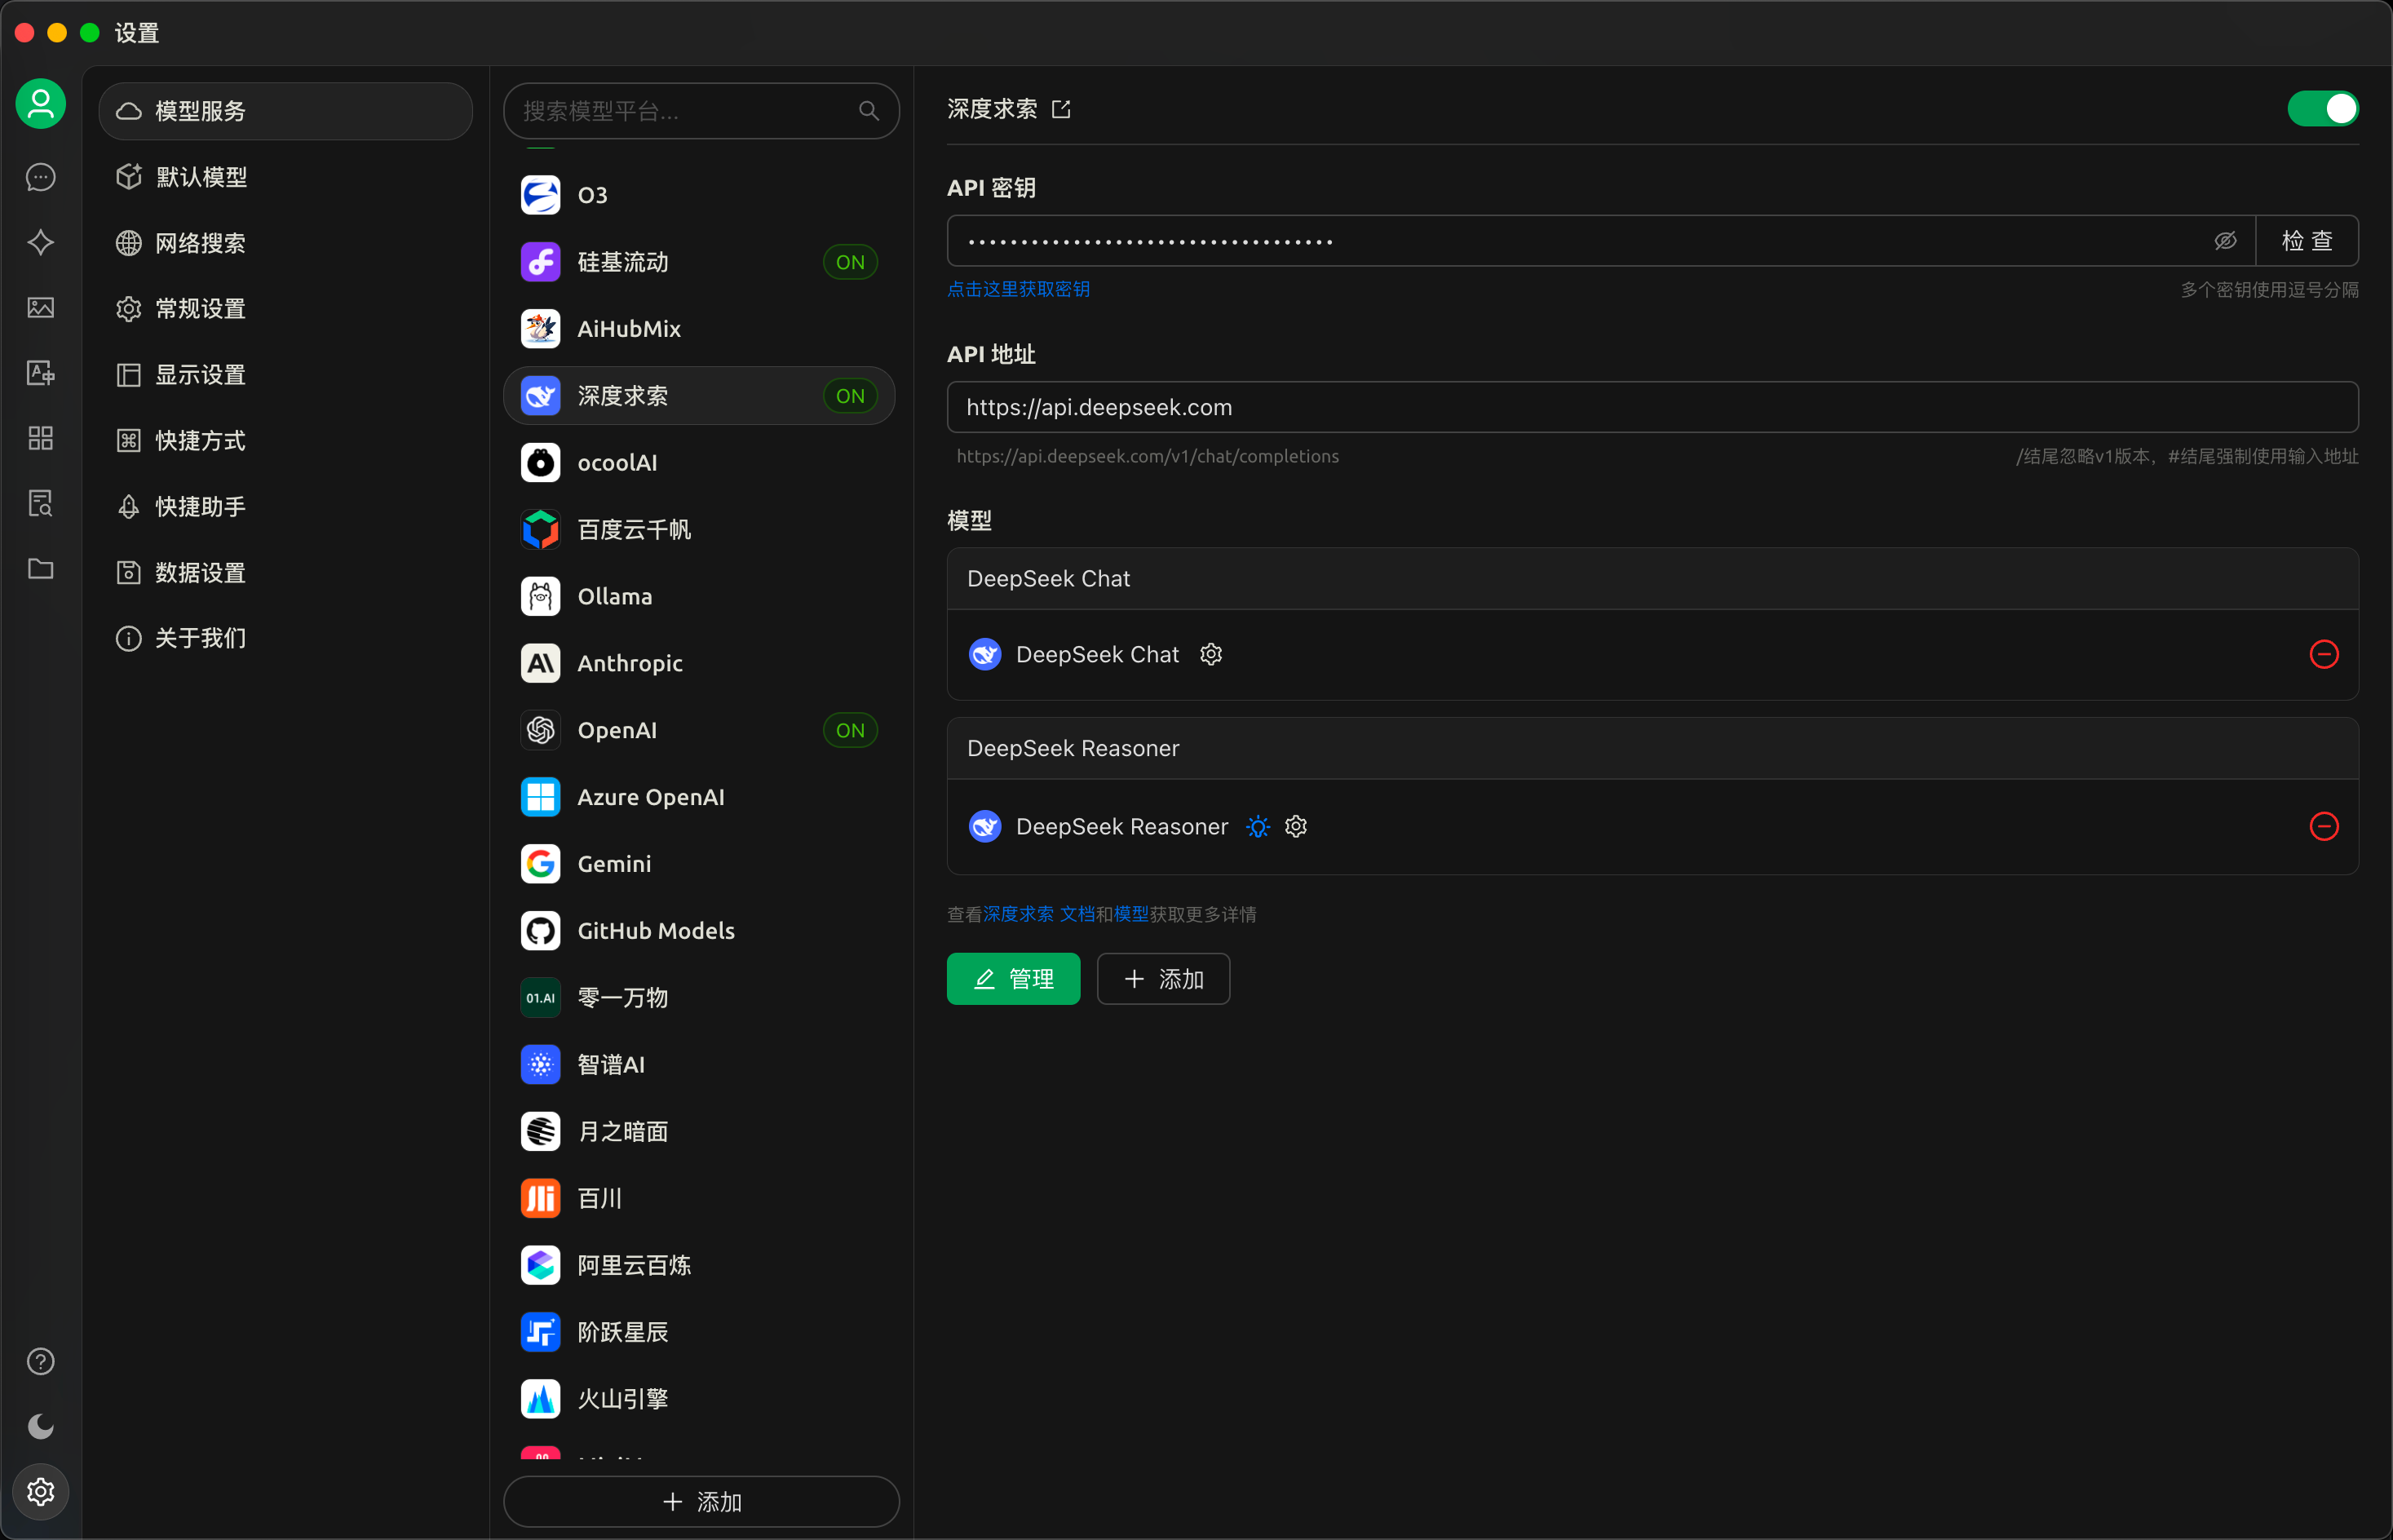 设置
模型服务
默认模型
网络搜索
常规设置
显示设置
快捷方式
快捷助手
数据设置
关于我们
搜索模型平台...
O3
硅基流动 ON
AiHubMix
深度求索 ON
ocoolAI
百度云千帆
Ollama
Anthropic
OpenAI ON
Azure OpenAI
Gemini
GitHub Models
01.AI 零一万物
智谱AI
月之暗面
百川
阿里云百炼
阶跃星辰
火山引擎
添加
深度求索
API 密钥
•••••••••••••••••••••••••••••••••••
检 查
点击这里获取密钥
多个密钥使用逗号分隔
API 地址
https://api.deepseek.com
https://api.deepseek.com/v1/chat/completions
/结尾忽略v1版本，#结尾强制使用输入地址
模型
DeepSeek Chat
DeepSeek Chat
DeepSeek Reasoner
DeepSeek Reasoner
查看深度求索 文档和模型获取更多详情
管理
添加